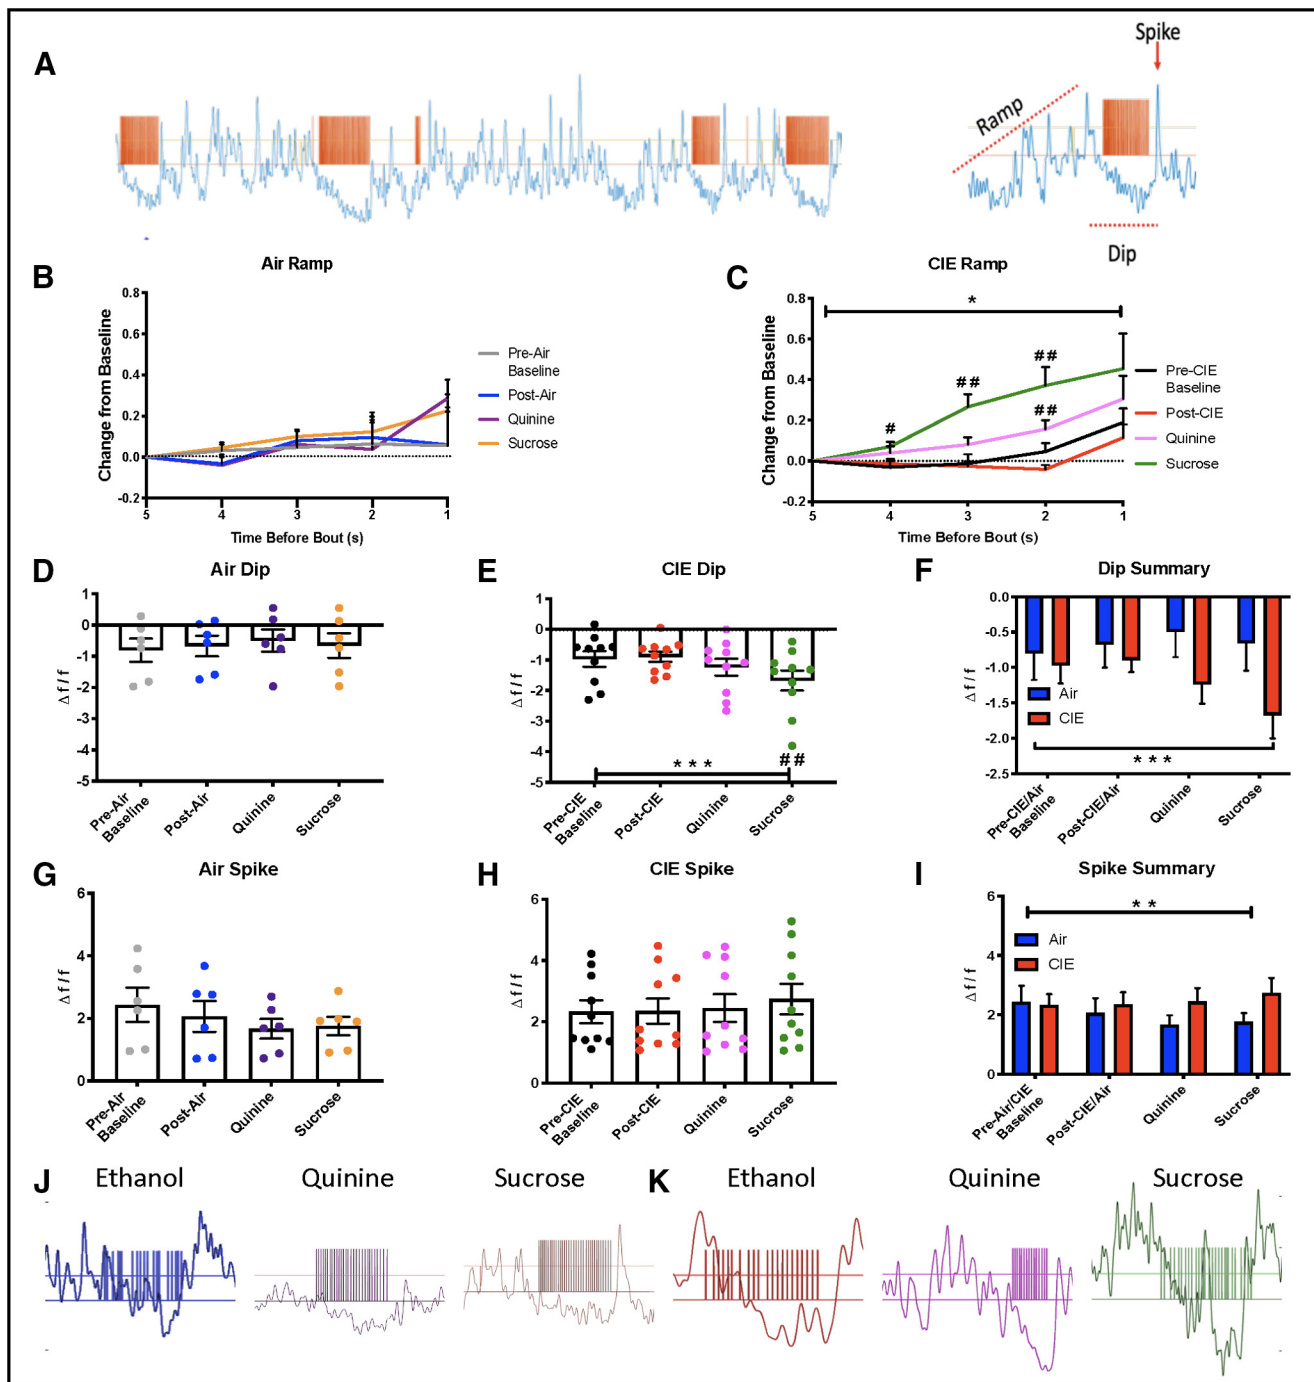 A
Spike
Ramp
Dip
B
Air Ramp
Change from Baseline
0.8
0.6
0.4
0.2
0.0
-0.2
5
4
3
2
1
Time Before Bout (s)
Pre-Air
Baseline
Post-Air
Quinine
Sucrose
C
CIE Ramp
Change from Baseline
0.8
0.6
0.4
0.2
0.0
-0.2
*
#
##
##
##
5
4
3
2
1
Time Before Bout (s)
Pre-CIE
Baseline
Post-CIE
Quinine
Sucrose
D
Air Dip
Δ f / f
1
0
-1
-2
-3
-4
-5
Pre-Air
Baseline
Post-Air
Quinine
Sucrose
E
CIE Dip
Δ f / f
1
0
-1
-2
-3
-4
-5
* * *
##
Pre-CIE
Baseline
Post-CIE
Quinine
Sucrose
F
Dip Summary
Δ f / f
0.0
-0.5
-1.0
-1.5
-2.0
-2.5
Air
CIE
* * *
Pre-CIE/Air
Baseline
Post-CIE/Air
Quinine
Sucrose
G
Air Spike
Δ f / f
6
4
2
0
Pre-Air
Baseline
Post-Air
Quinine
Sucrose
H
CIE Spike
Δ f / f
6
4
2
0
Pre-CIE
Baseline
Post-CIE
Quinine
Sucrose
I
Spike Summary
Δ f / f
6
4
2
0
* *
Air
CIE
Pre-Air/CIE
Baseline
Post-CIE/Air
Quinine
Sucrose
J
Ethanol
Quinine
Sucrose
K
Ethanol
Quinine
Sucrose